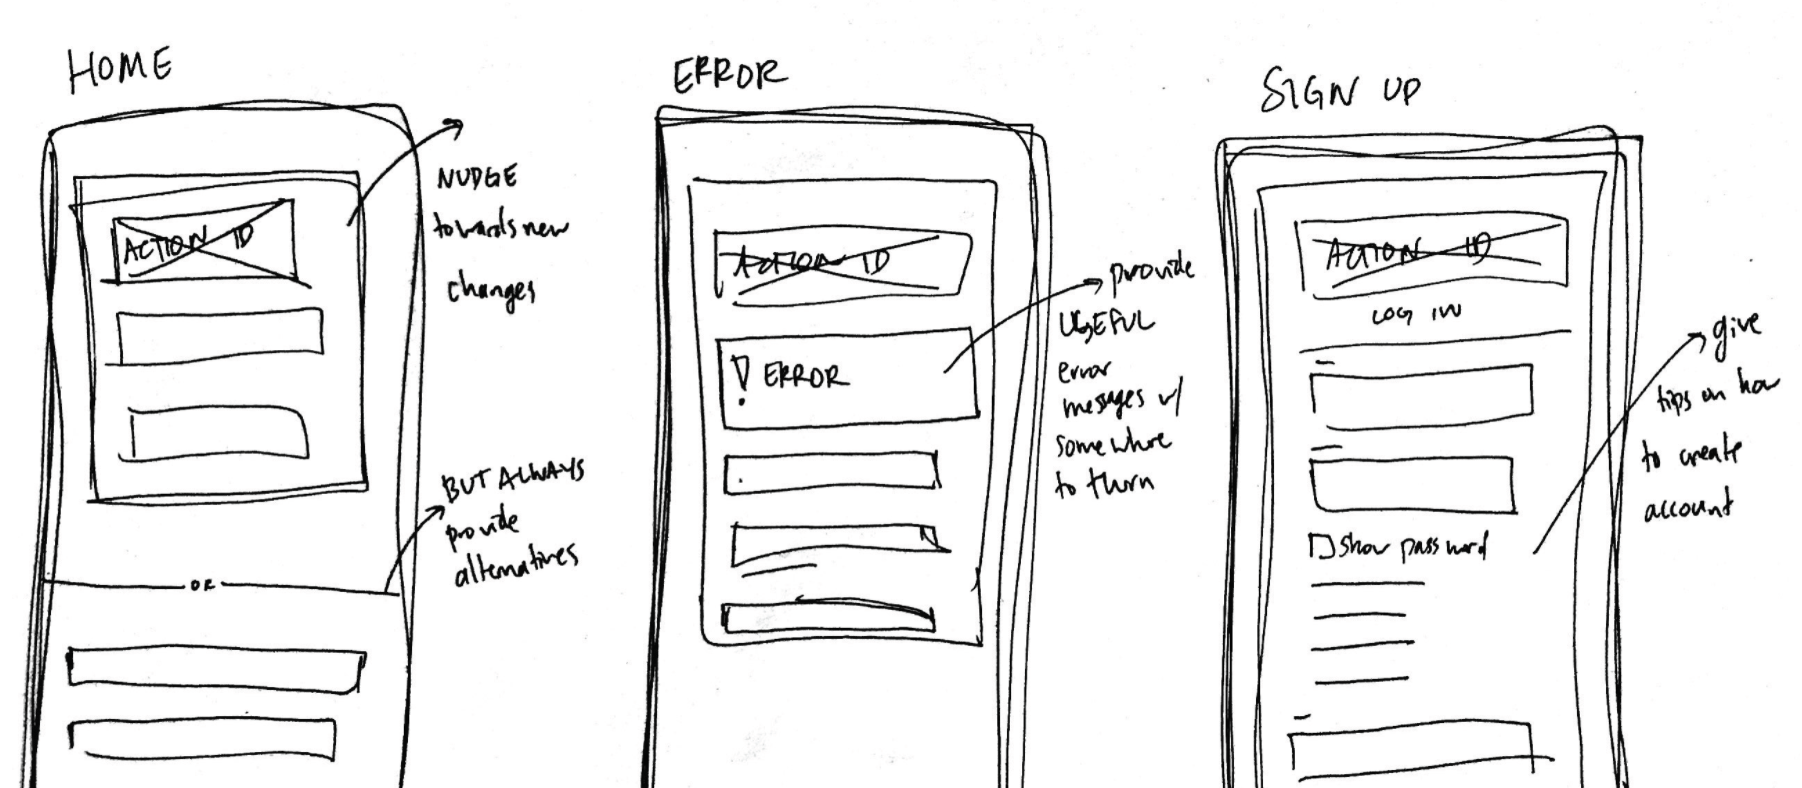 HOME
ACTION ID
NUDGE
towards new
changes
BUT ALWAYS
provide
alternatives
OR
ERROR
ACTION ID
! ERROR
provide
USEFUL
error
messages w/
somewhere
to thurn
SIGN UP
ACTION ID
LOG IN
show password
give
tips on how
to create
account